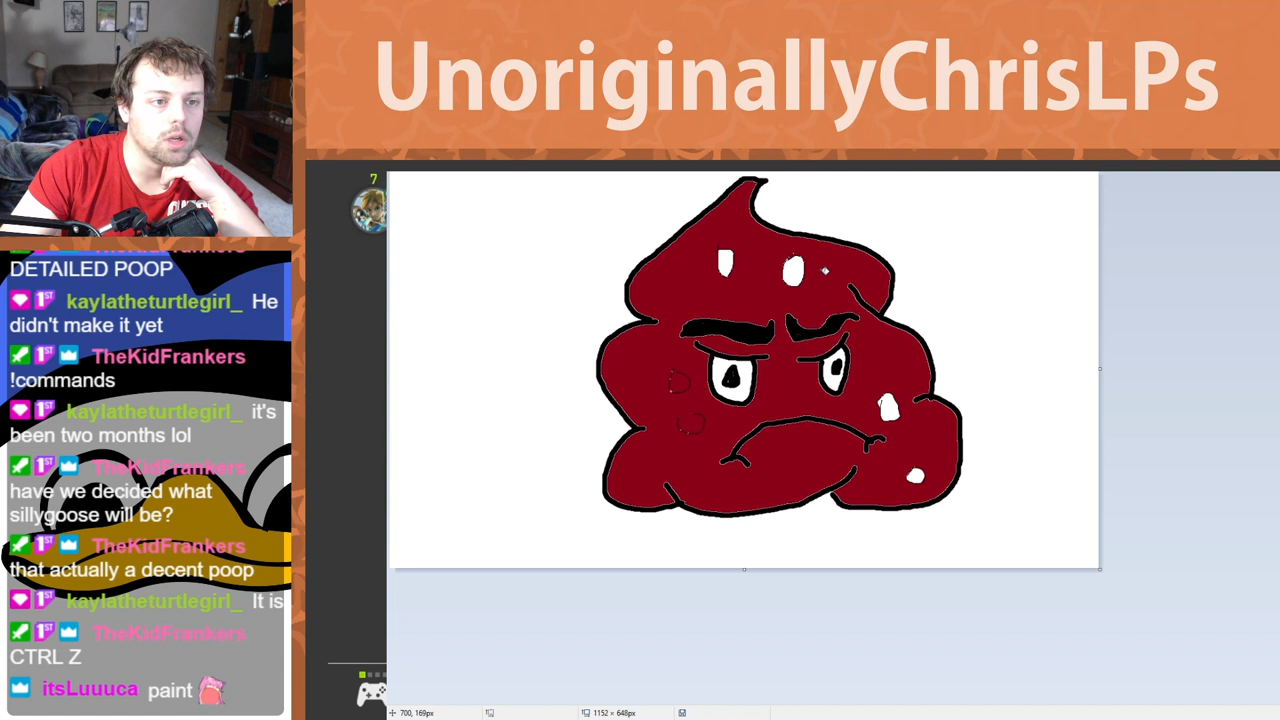 UnoriginallyChrisLPs
7
DETAILED POOP
kaylatheturtlegirl_ He
didn't make it yet
TheKidFrankers
!commands
kaylatheturtlegirl_ it's
been two months lol
TheKidFrankers
have we decided what
sillygoose will be?
TheKidFrankers
that actually a decent poop
kaylatheturtlegirl_ It is
TheKidFrankers
CTRL Z
itsLuuuca paint
700, 169px
1152 × 648px